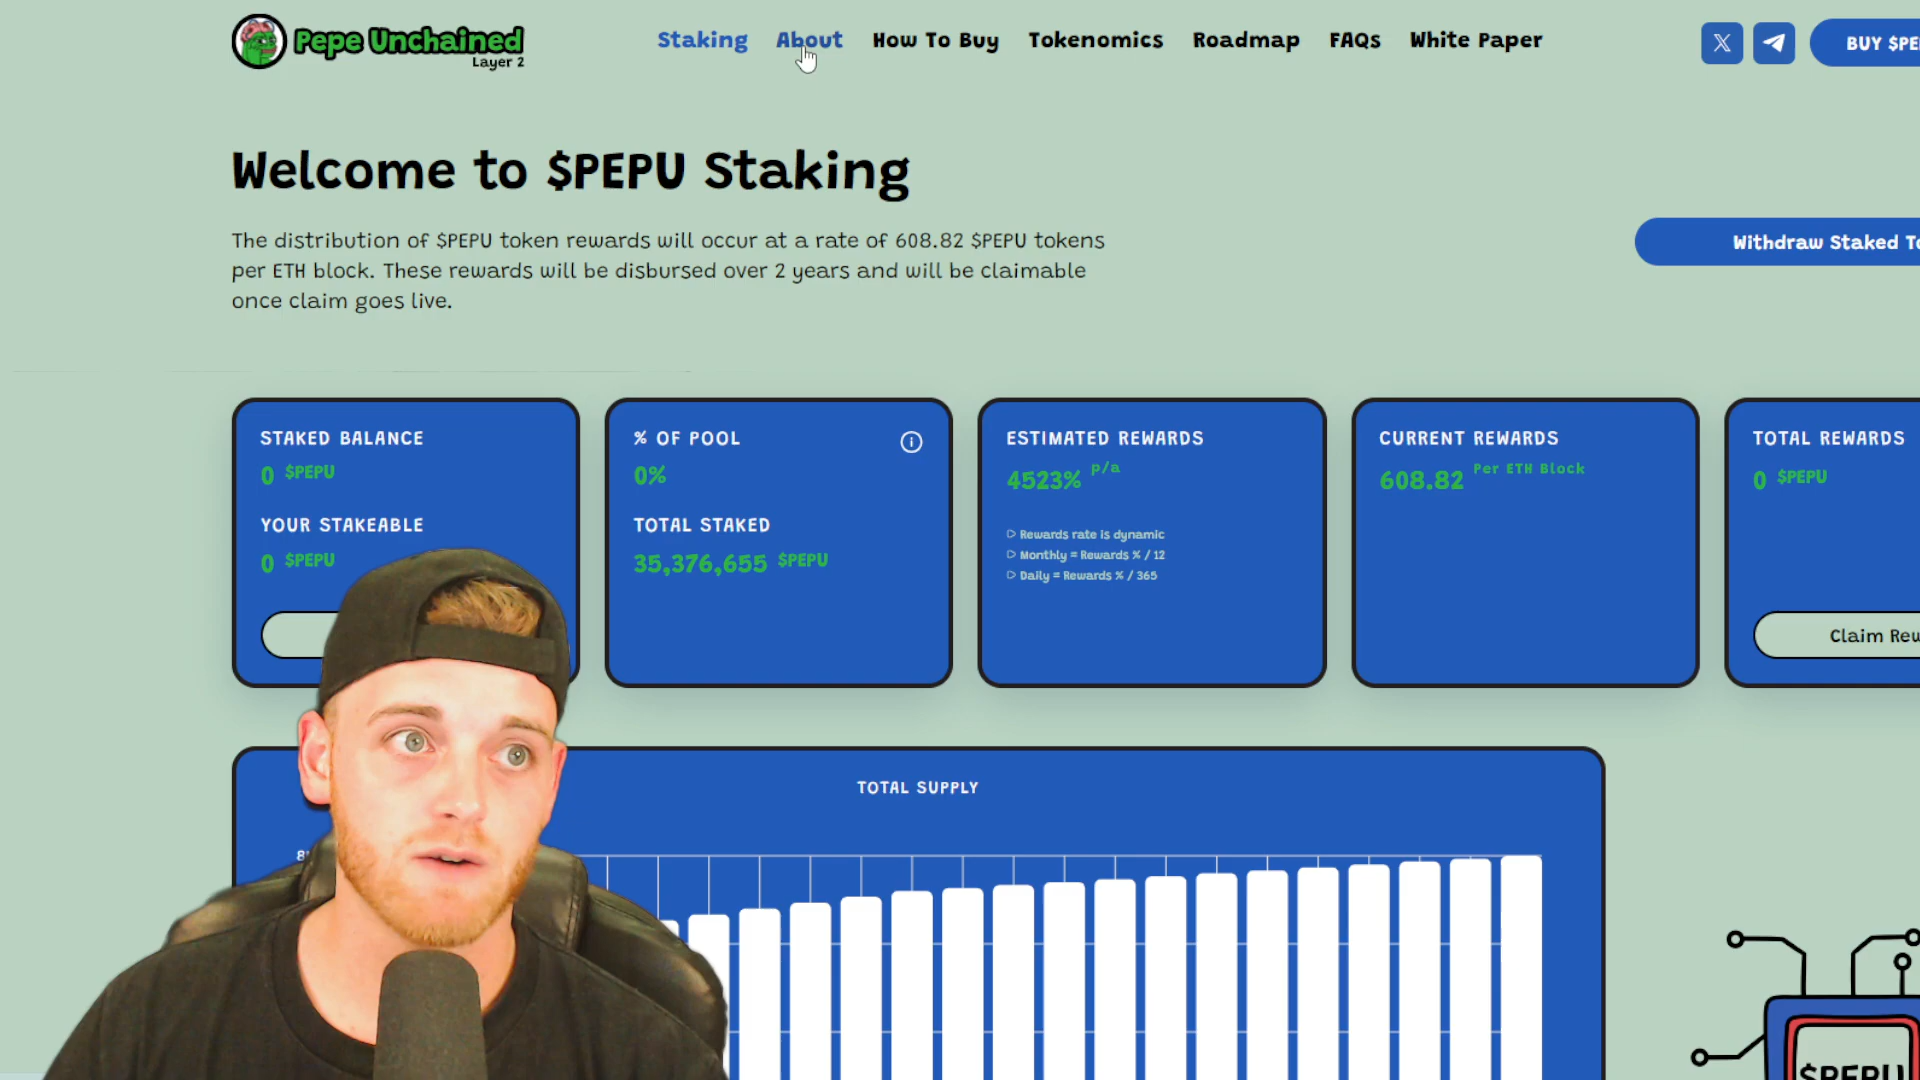 Pepe Unchained
Layer 2
Staking About How To Buy Tokenomics Roadmap FAQs White Paper
BUY
Welcome to $PEPU Staking
The distribution of $PEPU token rewards will occur at a rate of 608.82 $PEPU tokens
per ETH block. These rewards will be disbursed over 2 years and will be claimable
once claim goes live.
Withdraw Staked
STAKED BALANCE
0 $PEPU
YOUR STAKEABLE
0 $PEPU
% OF POOL
0%
TOTAL STAKED
35,376,655 $PEPU
ESTIMATED REWARDS
4523% p/a
Rewards rate is dynamic
Monthly = Rewards % / 12
Daily = Rewards % / 365
CURRENT REWARDS
608.82 Per ETH Block
TOTAL REWARDS
0 $PEPU
Claim
TOTAL SUPPLY
$PEPU